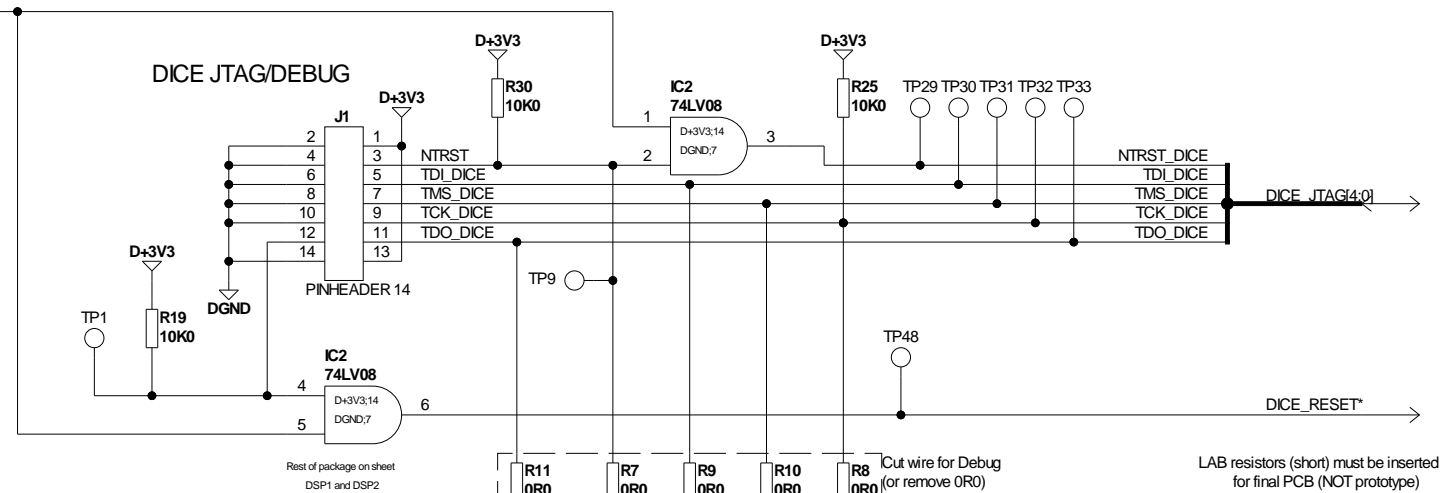 D+3V3
D+3V3
DICE JTAG/DEBUG
R30
10K0
IC2
74LV08
R25
10K0
TP29 TP30 TP31 TP32 TP33
D+3V3
J1
1
D+3V3;14
DGND;7
3
2
2 1
4 3 NTRST
NTRST_DICE
6 5 TDI_DICE
TDI_DICE
8 7 TMS_DICE
TMS_DICE
DICE_JTAG[4:0]
10 9 TCK_DICE
TCK_DICE
12 11 TDO_DICE
TDO_DICE
14 13
D+3V3
TP9
PINHEADER 14
DGND
TP1
R19
10K0
TP48
IC2
74LV08
4
D+3V3;14
DGND;7
6
5
DICE_RESET*
Rest of package on sheet
DSP1 and DSP2
R11
0R0
R7
0R0
R9
0R0
R10
0R0
R8
0R0
Cut wire for Debug
(or remove 0R0)
LAB resistors (short) must be inserted
for final PCB (NOT prototype)